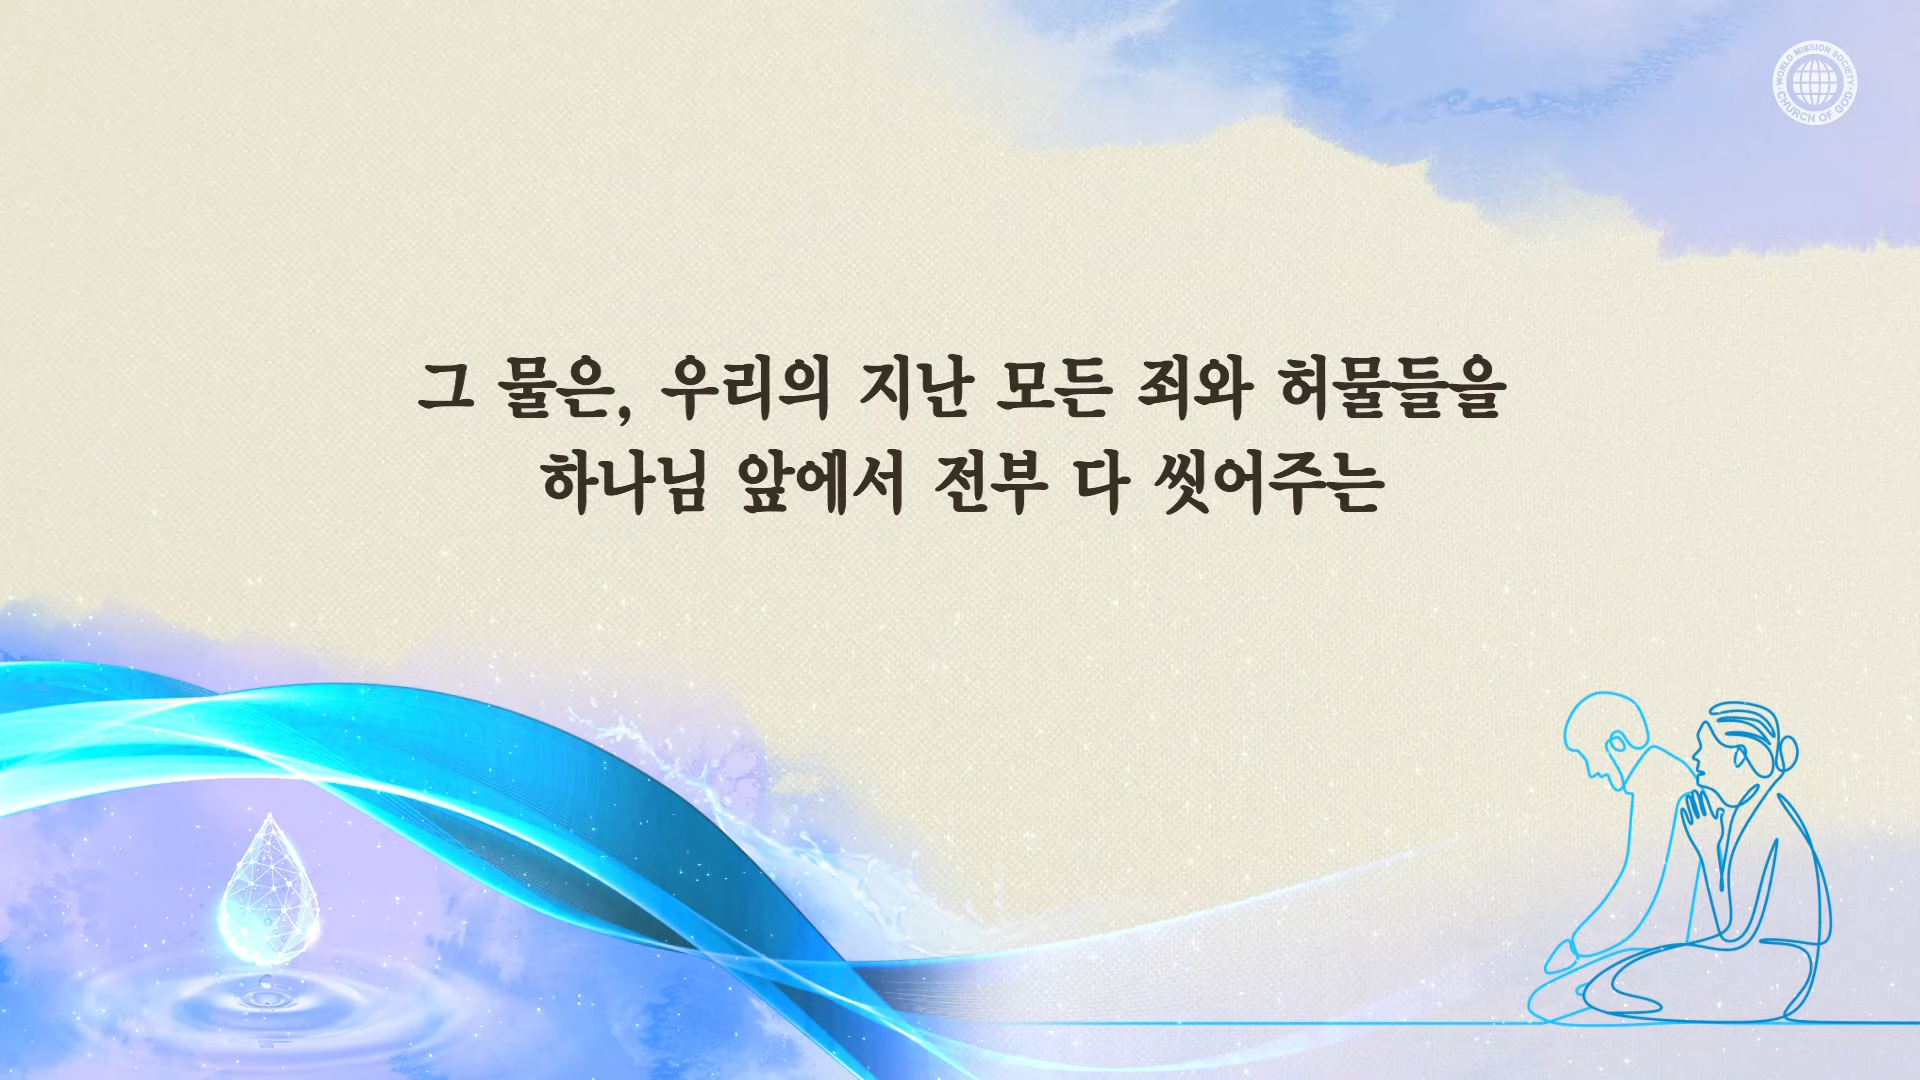 WORLD MISSION SOCIETY
CHURCH OF GOD
그 물은, 우리의 지난 모든 죄와 허물들을
하나님 앞에서 전부 다 씻어주는